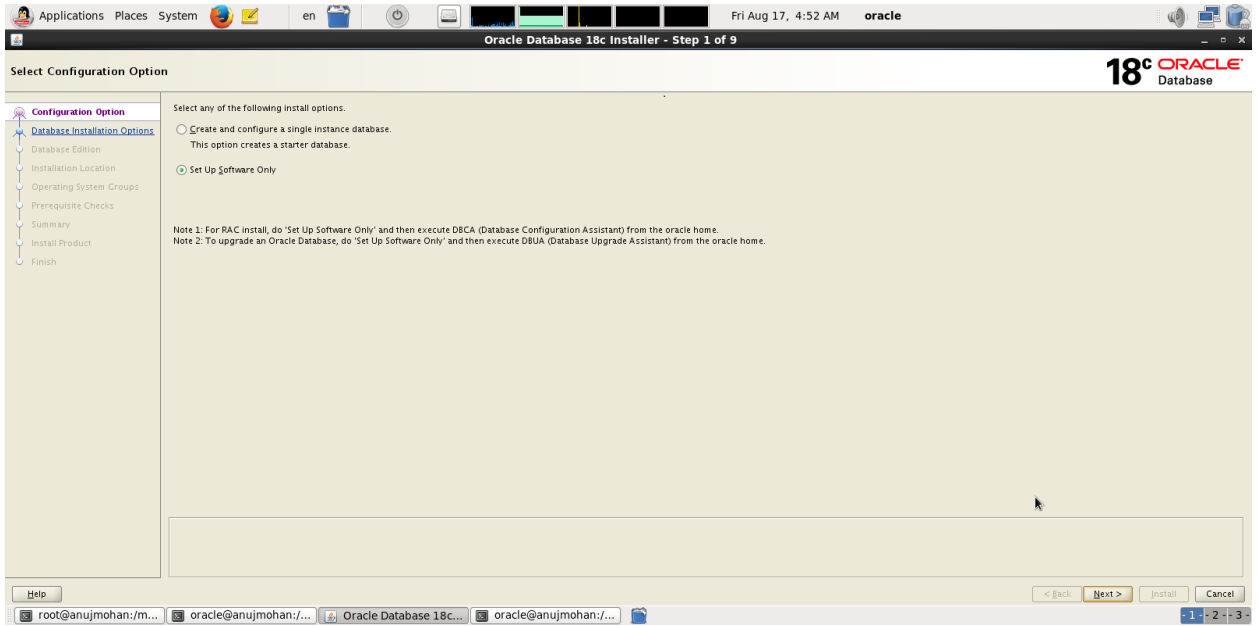 Applications Places System en Fri Aug 17, 4:52 AM oracle
Oracle Database 18c Installer - Step 1 of 9
Select Configuration Option
18c ORACLE
Database
Configuration Option
Database Installation Options
Database Edition
Installation Location
Operating System Groups
Prerequisite Checks
Summary
Install Product
Finish
Select any of the following install options.
Create and configure a single instance database.
This option creates a starter database.
Set Up Software Only
Note 1: For RAC install, do 'Set Up Software Only' and then execute DBCA (Database Configuration Assistant) from the oracle home.
Note 2: To upgrade an Oracle Database, do 'Set Up Software Only' and then execute DBUA (Database Upgrade Assistant) from the oracle home.
Help < Back Next > Install Cancel
root@anujmohan:/m... oracle@anujmohan:/... Oracle Database 18c... oracle@anujmohan:/... - 1 - - 2 - - 3 -